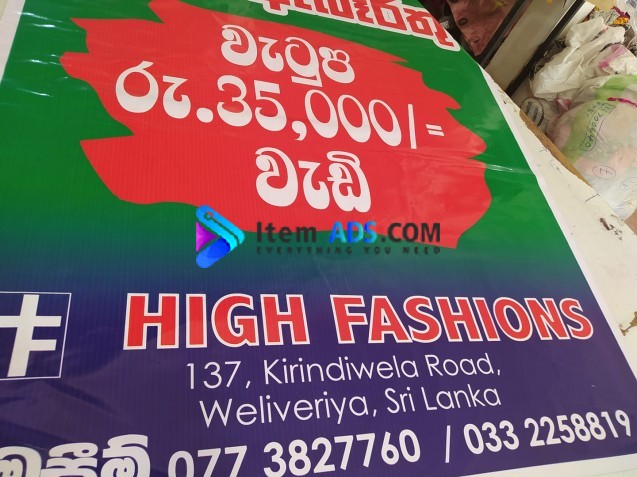 වැටුප
රු.35,000/=
වැඩි
Item ADS.COM
EVERYTHING YOU NEED
HIGH FASHIONS
137, Kirindiwela Road,
Weliveriya, Sri Lanka
077 3827760 / 033 2258819